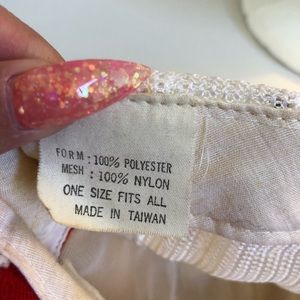 FORM : 100% POLYESTER
MESH : 100% NYLON
ONE SIZE FITS ALL
MADE IN TAIWAN